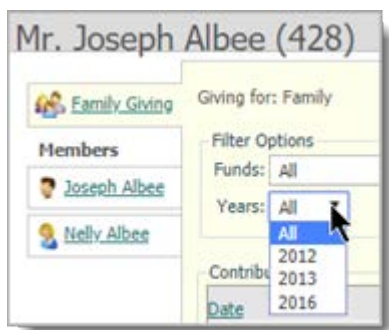 Mr. Joseph Albee (428)
Family Giving
Members
Joseph Albee
Nelly Albee
Giving for: Family
Filter Options
Funds: All
Years: All
All
2012
2013
2016
Date